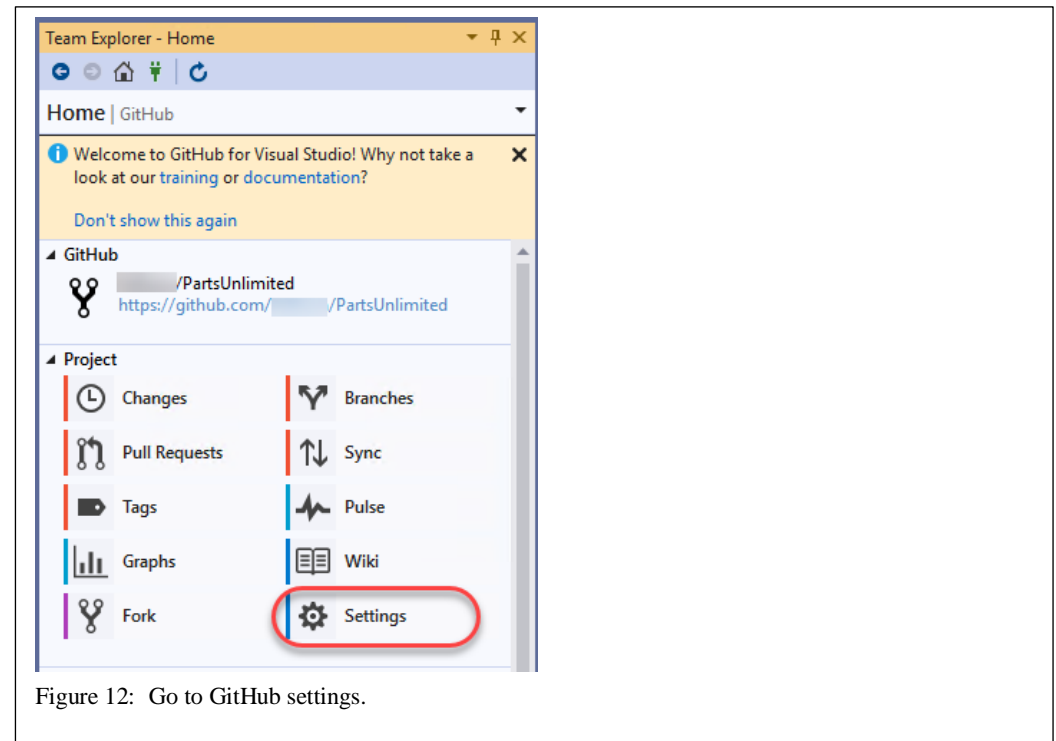 Team Explorer - Home
Home | GitHub
Welcome to GitHub for Visual Studio! Why not take a
look at our training or documentation?
Don't show this again
GitHub
/PartsUnlimited
https://github.com/ /PartsUnlimited
Project
Changes
Branches
Pull Requests
Sync
Tags
Pulse
Graphs
Wiki
Fork
Settings
Figure 12: Go to GitHub settings.